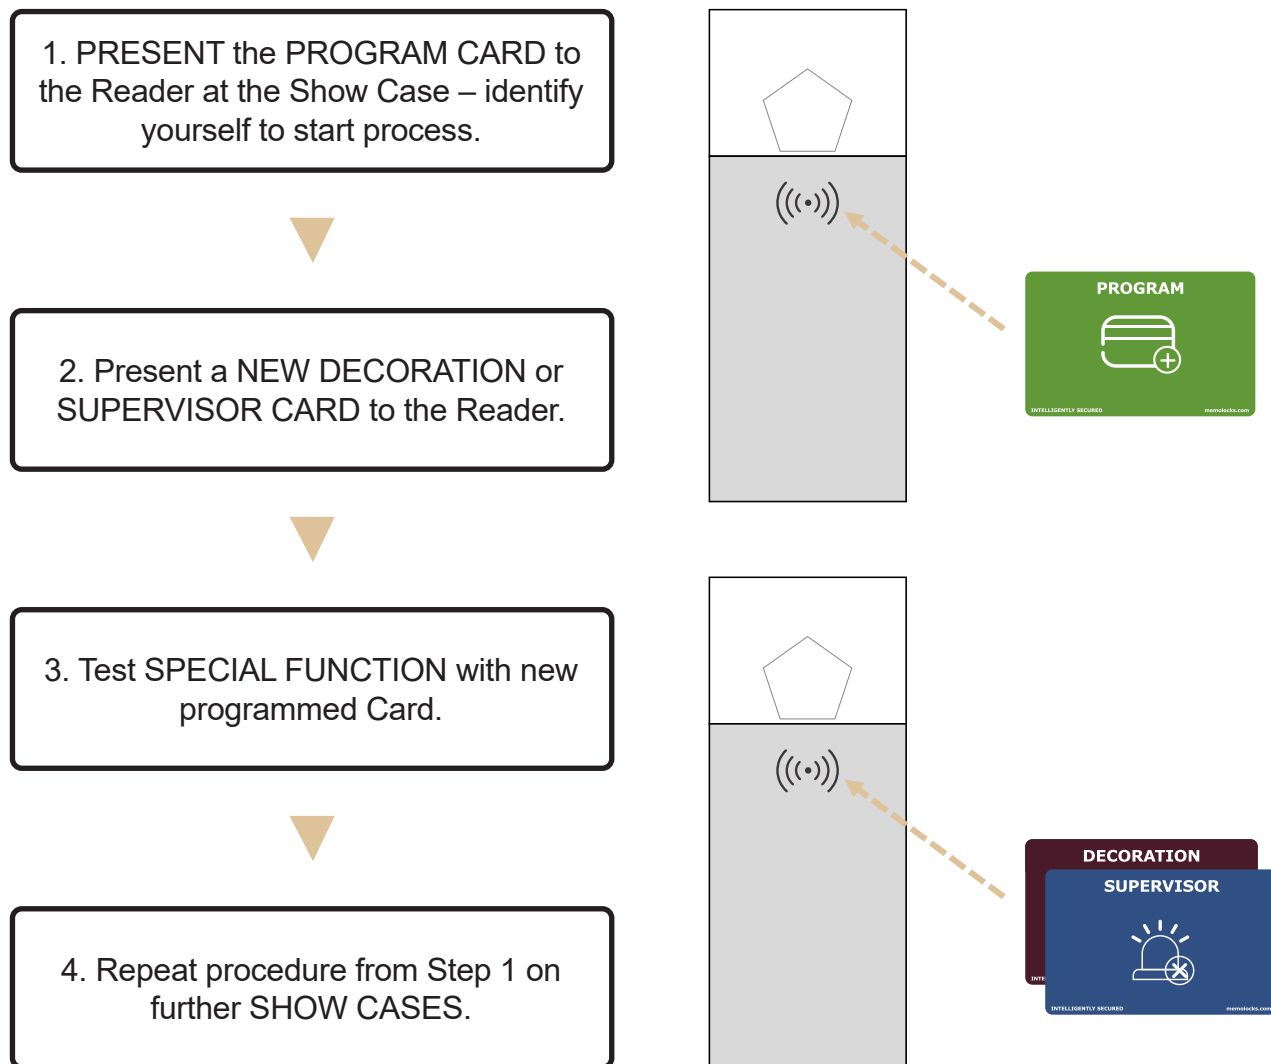 1. PRESENT the PROGRAM CARD to
the Reader at the Show Case – identify
yourself to start process.
PROGRAM
INTELLIGENTLY SECURED
memolocks.com
2. Present a NEW DECORATION or
SUPERVISOR CARD to the Reader.
3. Test SPECIAL FUNCTION with new
programmed Card.
DECORATION
SUPERVISOR
INTE
INTELLIGENTLY SECURED
memolocks.com
4. Repeat procedure from Step 1 on
further SHOW CASES.